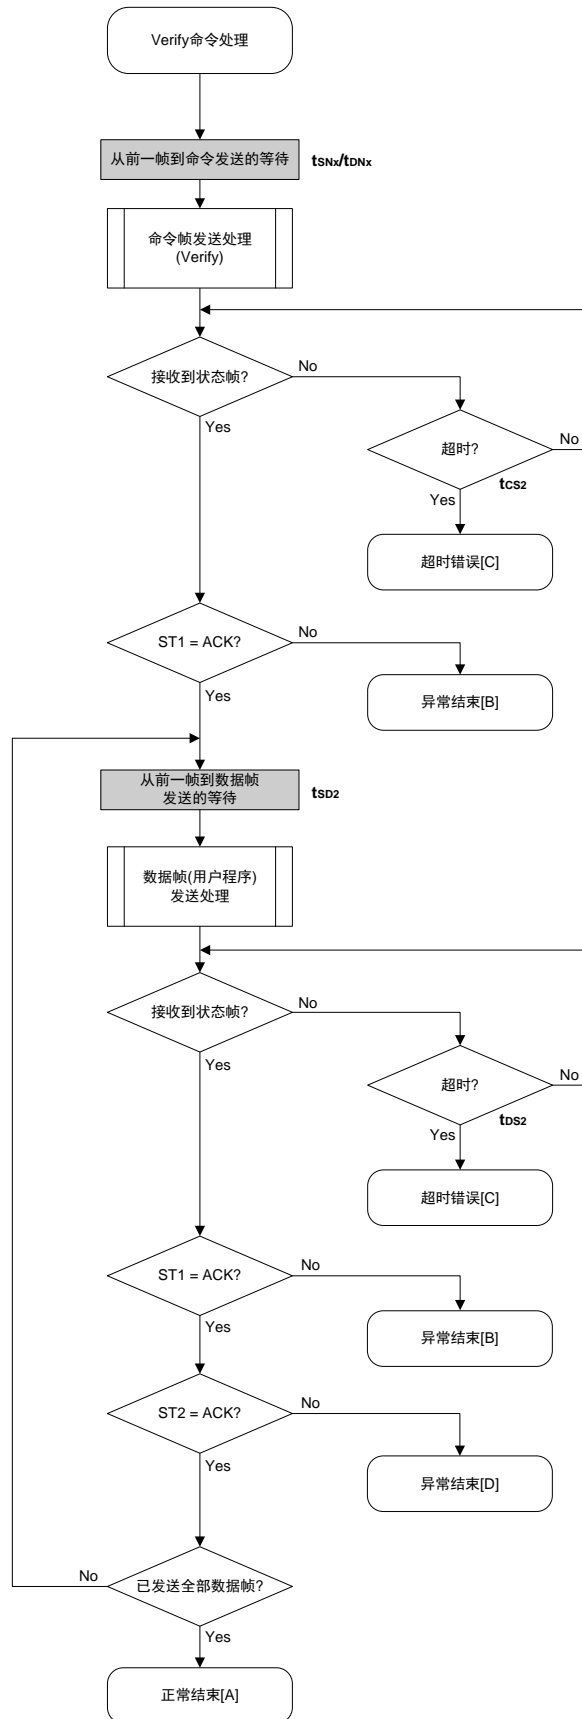 Verify命令处理
从前一帧到命令发送的等待
tSNx/tDNx
命令帧发送处理
(Verify)
接收到状态帧?
No
Yes
超时?
No
tCS2
Yes
超时错误[C]
ST1 = ACK?
No
Yes
异常结束[B]
从前一帧到数据帧
发送的等待
tSD2
数据帧(用户程序)
发送处理
接收到状态帧?
No
Yes
超时?
No
tDS2
Yes
超时错误[C]
ST1 = ACK?
No
Yes
异常结束[B]
ST2 = ACK?
No
Yes
异常结束[D]
No
已发送全部数据帧?
Yes
正常结束[A]